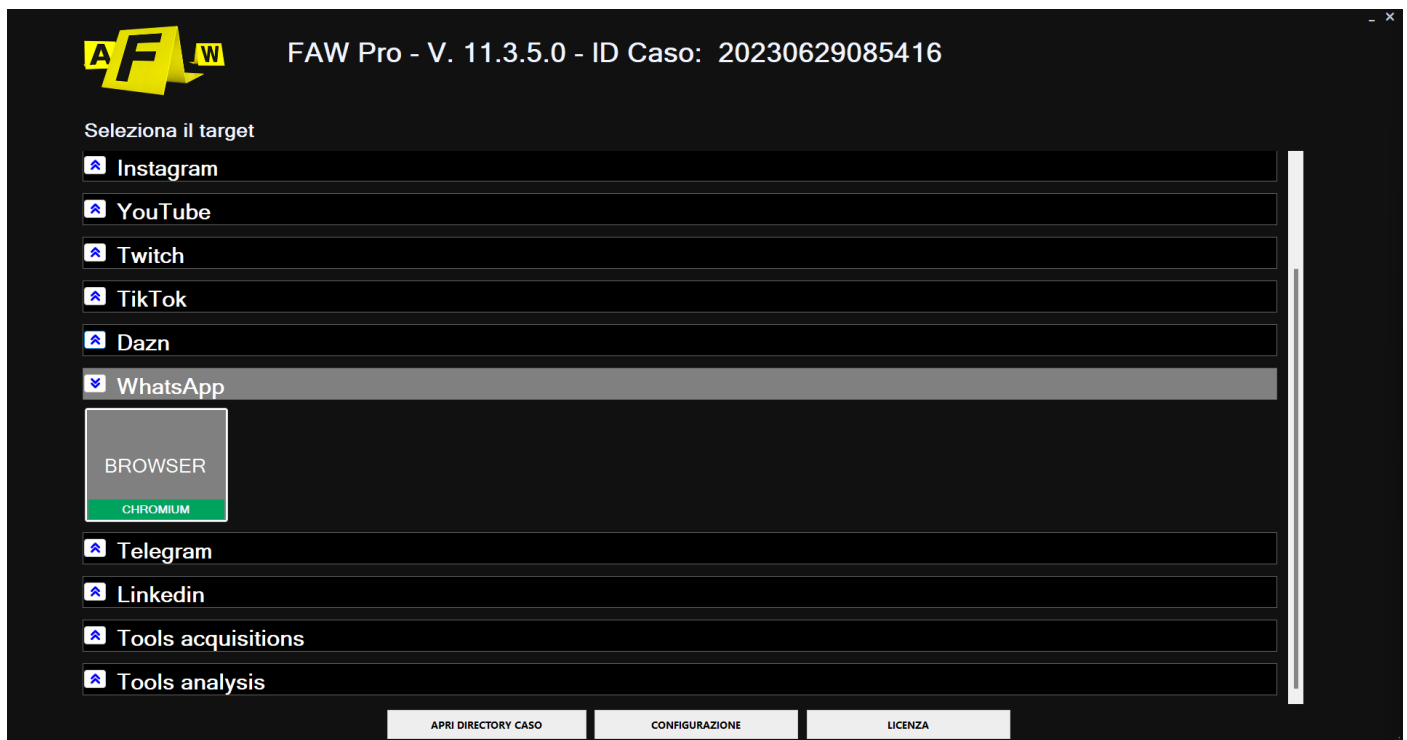 A F W
FAW Pro - V. 11.3.5.0 - ID Caso: 20230629085416
Seleziona il target
Instagram
YouTube
Twitch
TikTok
Dazn
WhatsApp
BROWSER
CHROMIUM
Telegram
Linkedin
Tools acquisitions
Tools analysis
APRI DIRECTORY CASO CONFIGURAZIONE LICENZA